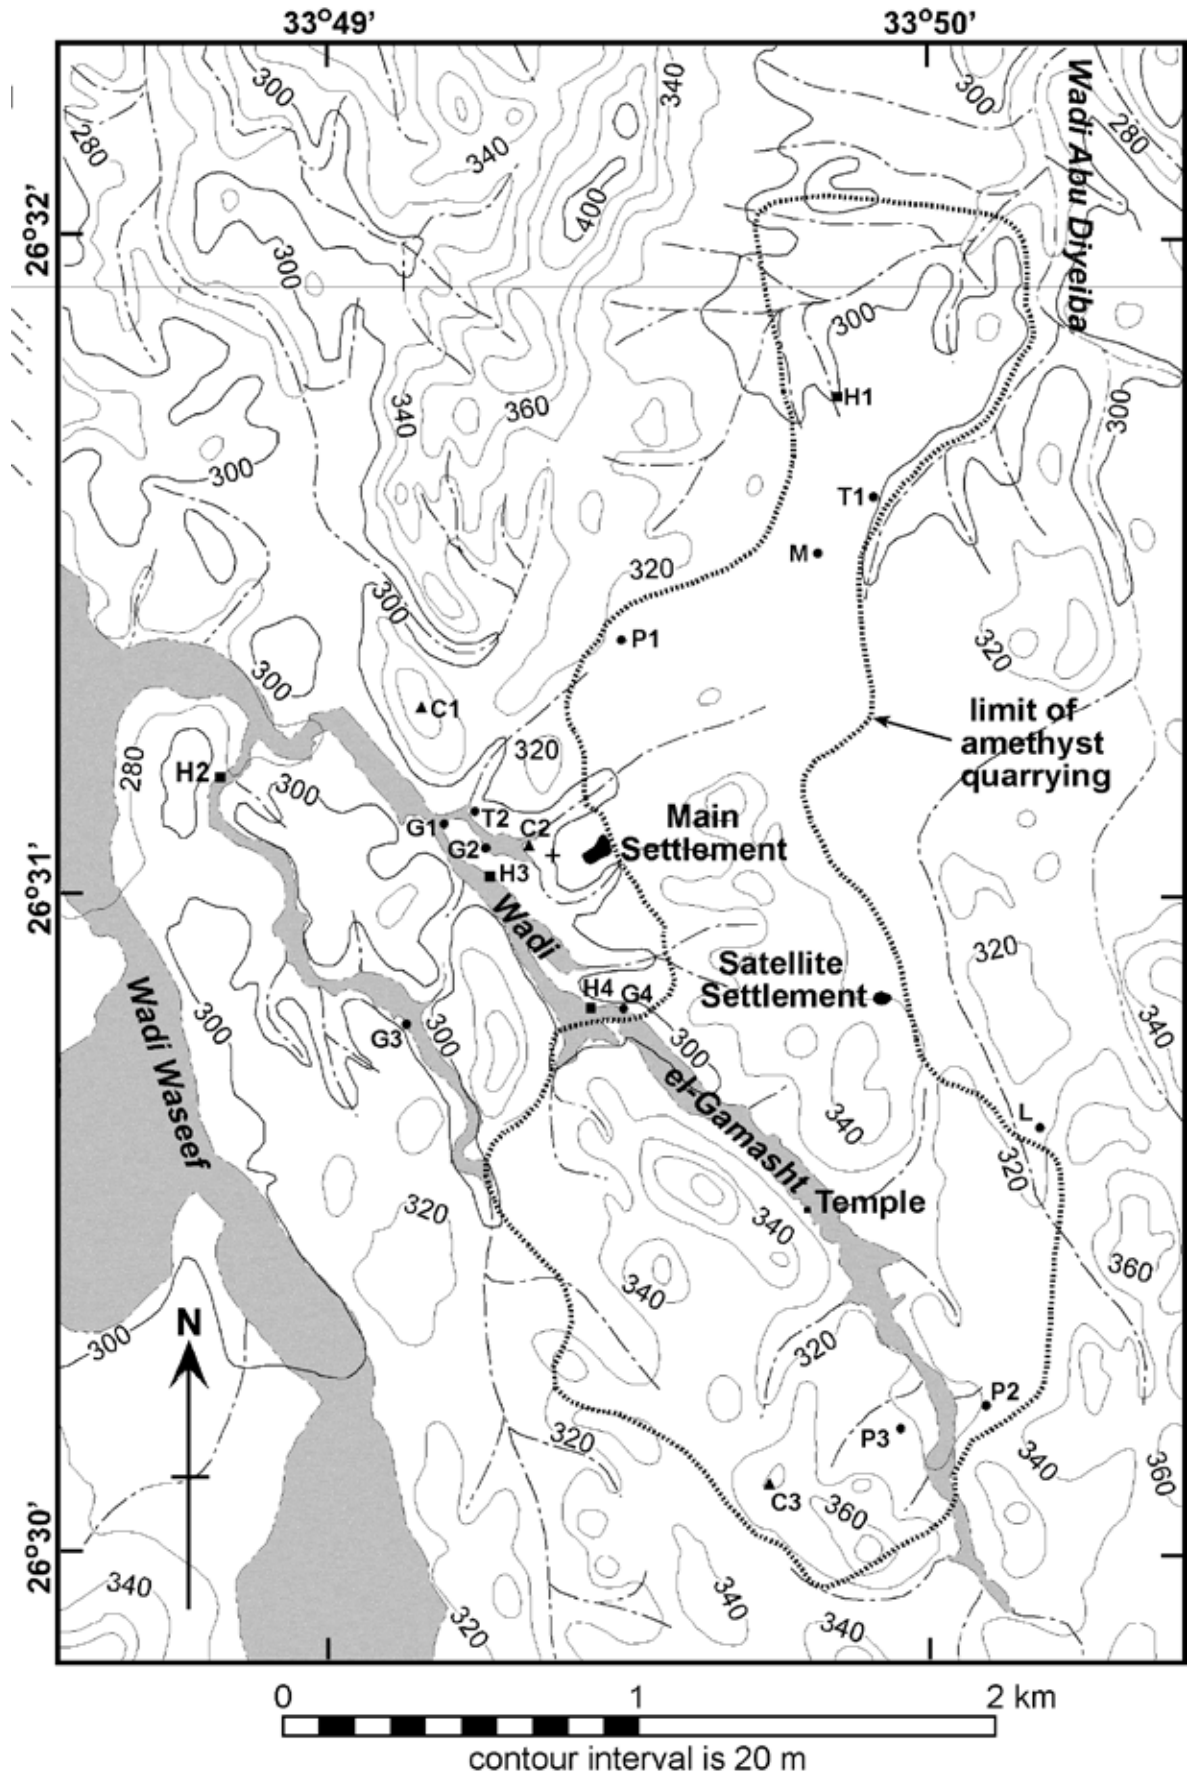 33°49'
33°50'
26°32'
26°31'
26°30'
300
340
300
280
280
340
400
300
Wadi Abu Diyeiba
300
340
360
300
H1
300
300
T1
M
320
300
P1
320
300
C1
limit of
amethyst
quarrying
280
H2
320
300
T2
G1
C2
Main
Settlement
G2
H3
Wadi
320
Satellite
Settlement
H4
G4
Wadi Waseef
300
G3
300
300
340
el-Gamasht
340
L
320
320
Temple
340
360
340
N
300
320
P2
320
P3
340
360
C3
360
340
320
340
340
0
1
2 km
contour interval is 20 m